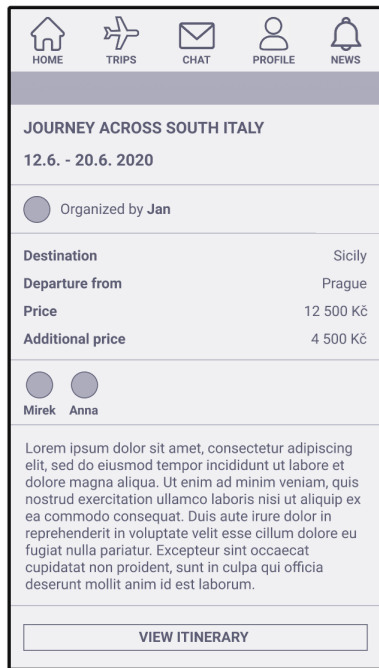 HOME TRIPS CHAT PROFILE NEWS
JOURNEY ACROSS SOUTH ITALY
12.6. - 20.6. 2020
Organized by Jan
Destination Sicily
Departure from Prague
Price 12 500 Kč
Additional price 4 500 Kč
Mirek Anna
Lorem ipsum dolor sit amet, consectetur adipiscing
elit, sed do eiusmod tempor incididunt ut labore et
dolore magna aliqua. Ut enim ad minim veniam, quis
nostrud exercitation ullamco laboris nisi ut aliquip ex
ea commodo consequat. Duis aute irure dolor in
reprehenderit in voluptate velit esse cillum dolore eu
fugiat nulla pariatur. Excepteur sint occaecat
cupidatat non proident, sunt in culpa qui officia
deserunt mollit anim id est laborum.
VIEW ITINERARY